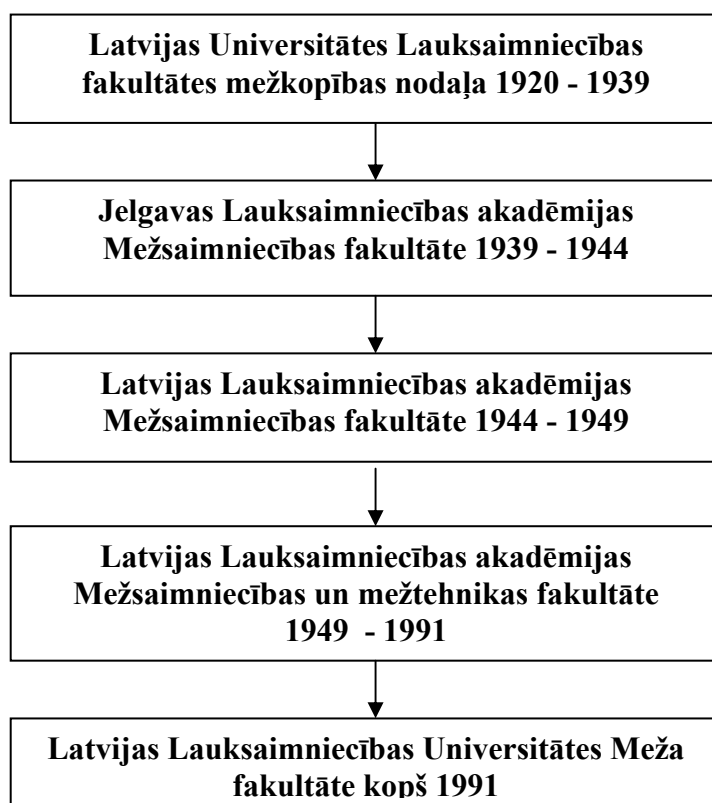 Latvijas Universitātes Lauksaimniecības
fakultātes mežkopības nodaļa 1920 - 1939
Jelgavas Lauksaimniecības akadēmijas
Mežsaimniecības fakultāte 1939 - 1944
Latvijas Lauksaimniecības akadēmijas
Mežsaimniecības fakultāte 1944 - 1949
Latvijas Lauksaimniecības akadēmijas
Mežsaimniecības un mežtehnikas fakultāte
1949 - 1991
Latvijas Lauksaimniecības Universitātes Meža
fakultāte kopš 1991